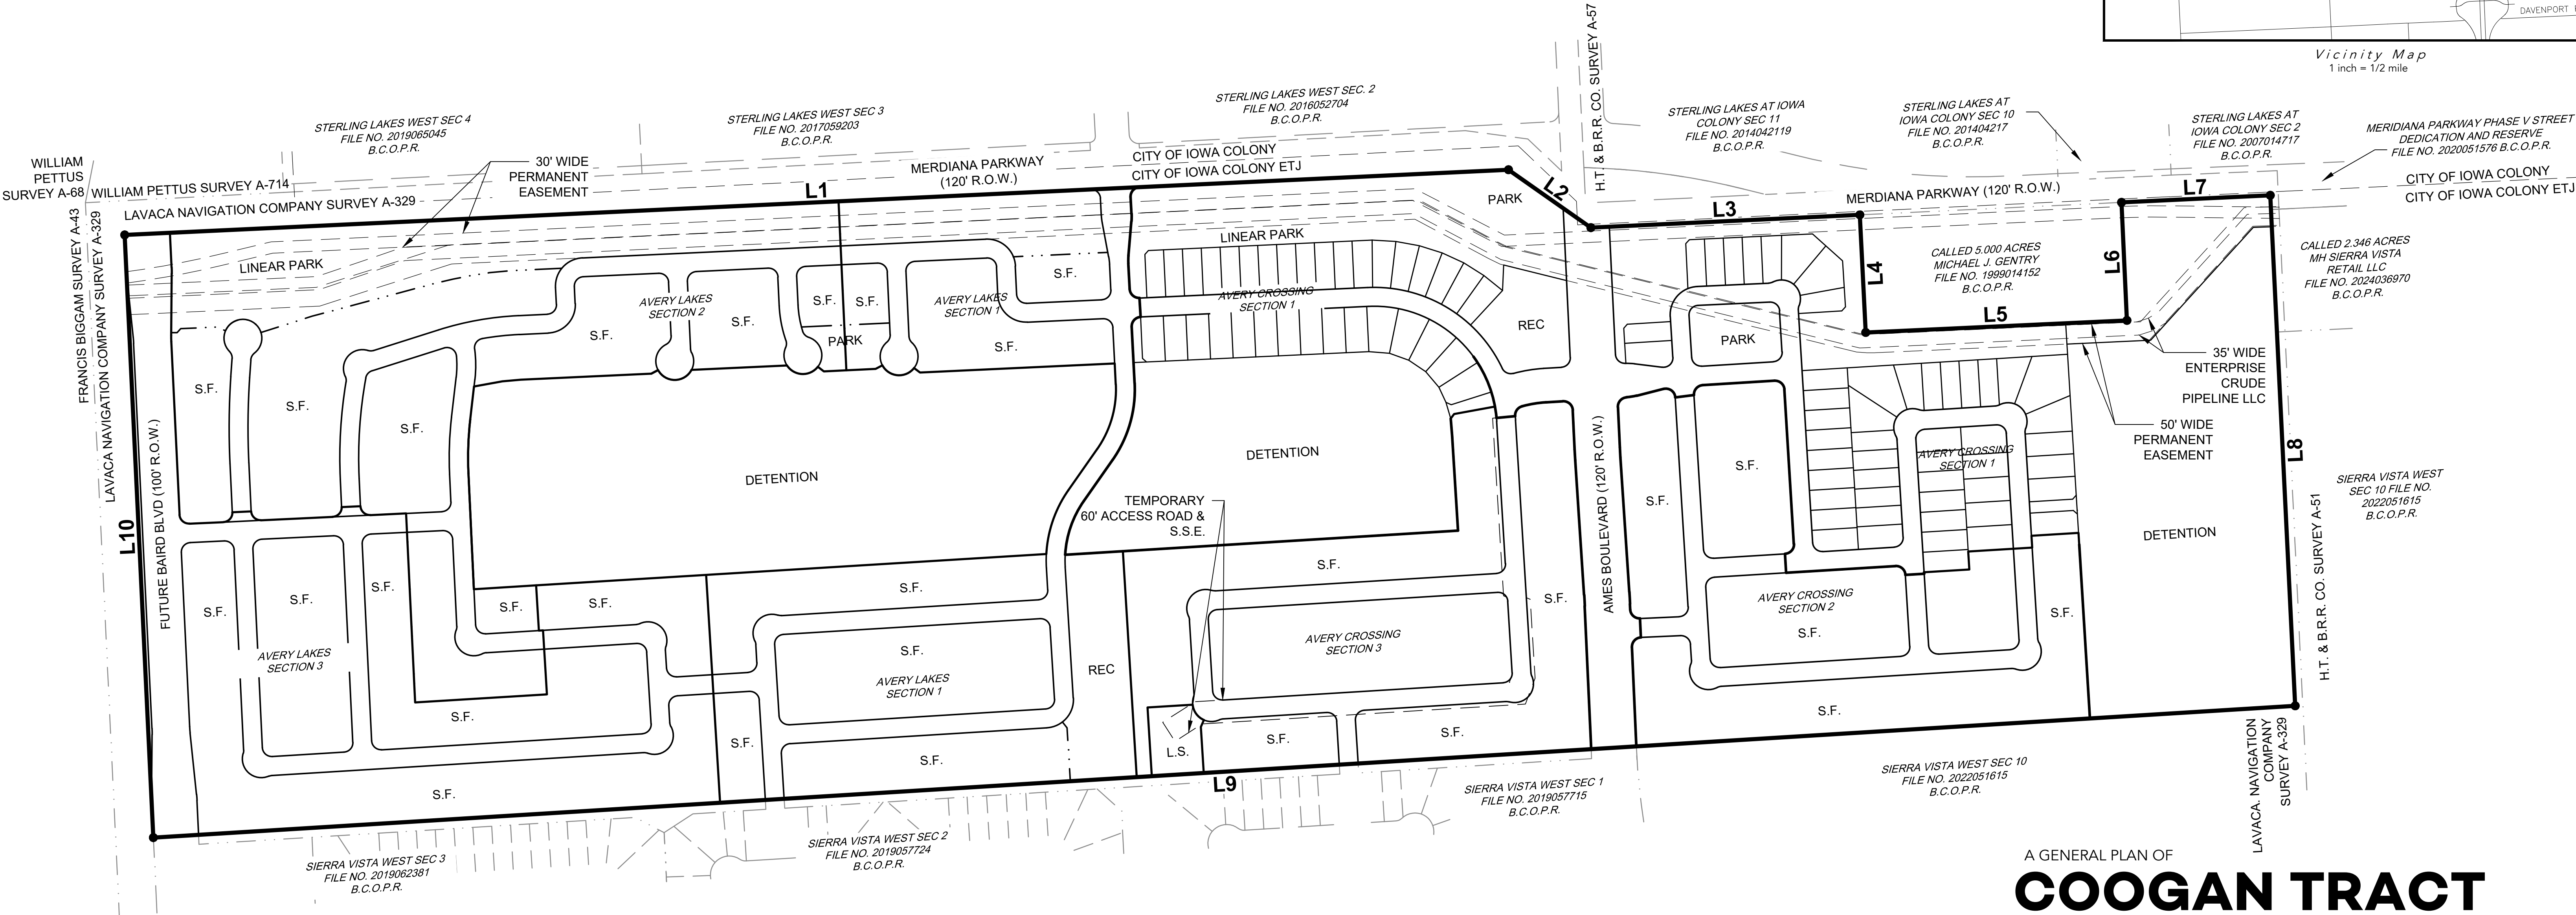 DAVENPORT
Vicinity Map
1 inch = 1/2 mile
H.T. & B.R.R. CO. SURVEY A-57
STERLING LAKES WEST SEC 4
FILE NO. 2019065045
B.C.O.P.R.
STERLING LAKES WEST SEC 3
FILE NO. 2017059203
B.C.O.P.R.
STERLING LAKES WEST SEC. 2
FILE NO. 2016052704
B.C.O.P.R.
STERLING LAKES AT IOWA
COLONY SEC 11
FILE NO. 2014042119
B.C.O.P.R.
STERLING LAKES AT
IOWA COLONY SEC 10
FILE NO. 201404217
B.C.O.P.R.
STERLING LAKES AT
IOWA COLONY SEC 2
FILE NO. 2007014717
B.C.O.P.R.
MERIDIANA PARKWAY PHASE V STREET
DEDICATION AND RESERVE
FILE NO. 2020051576 B.C.O.P.R.
WILLIAM
PETTUS
SURVEY A-68
WILLIAM PETTUS SURVEY A-714
LAVACA NAVIGATION COMPANY SURVEY A-329
30' WIDE
PERMANENT
EASEMENT
L1
MERDIANA PARKWAY
(120' R.O.W.)
CITY OF IOWA COLONY
CITY OF IOWA COLONY ETJ
L2
PARK
L3
MERDIANA PARKWAY (120' R.O.W.)
L7
CITY OF IOWA COLONY
CITY OF IOWA COLONY ETJ
FRANCIS BIGGAM SURVEY A-43
LAVACA NAVIGATION COMPANY SURVEY A-329
LINEAR PARK
LINEAR PARK
L4
CALLED 5.000 ACRES
MICHAEL J. GENTRY
FILE NO. 1999014152
B.C.O.P.R.
L6
L5
CALLED 2.346 ACRES
MH SIERRA VISTA
RETAIL LLC
FILE NO. 2024036970
B.C.O.P.R.
S.F.
AVERY LAKES
SECTION 2
S.F.
S.F.
S.F.
S.F.
AVERY LAKES
SECTION 1
S.F.
PARK
S.F.
AVERY CROSSING
SECTION 1
REC
PARK
35' WIDE
ENTERPRISE
CRUDE
PIPELINE LLC
50' WIDE
PERMANENT
EASEMENT
S.F.
S.F.
S.F.
DETENTION
DETENTION
TEMPORARY
60' ACCESS ROAD &
S.S.E.
AMES BOULEVARD (120' R.O.W.)
S.F.
S.F.
AVERY CROSSING
SECTION 1
DETENTION
L8
SIERRA VISTA WEST
SEC 10 FILE NO.
2022051615
B.C.O.P.R.
H.T. & B.R.R. CO. SURVEY A-51
L10
FUTURE BAIRD BLVD (100' R.O.W.)
S.F.
S.F.
S.F.
S.F.
S.F.
S.F.
S.F.
S.F.
AVERY CROSSING
SECTION 2
S.F.
S.F.
AVERY LAKES
SECTION 3
S.F.
AVERY LAKES
SECTION 1
REC
AVERY CROSSING
SECTION 3
S.F.
S.F.
S.F.
S.F.
S.F.
L.S.
S.F.
S.F.
S.F.
L9
LAVACA. NAVIGATION
COMPANY
SURVEY A-329
SIERRA VISTA WEST SEC 3
FILE NO. 2019062381
B.C.O.P.R.
SIERRA VISTA WEST SEC 2
FILE NO. 2019057724
B.C.O.P.R.
SIERRA VISTA WEST SEC 1
FILE NO. 2019057715
B.C.O.P.R.
SIERRA VISTA WEST SEC 10
FILE NO. 2022051615
B.C.O.P.R.
A GENERAL PLAN OF
COOGAN TRACT